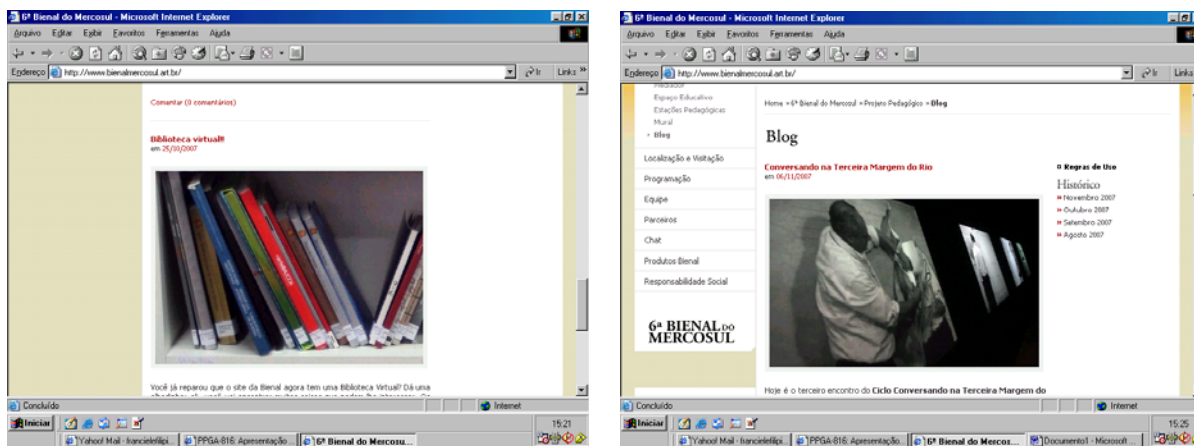 6ª Bienal do Mercosul - Microsoft Internet Explorer
Arquivo Editar Exibir Favoritos Ferramentas Ajuda
Endereço http://www.bienalmercosul.art.br/ Ir Links »
Comentar (0 comentários)
Biblioteca virtual!!
em 25/10/2007
Você já reparou que o site da Bienal agora tem uma Biblioteca Virtual? Dá uma
Concluído Internet
Iniciar 15:21
Yahoo! Mail - francielefilipi... PPGA-816: Apresentação... 6ª Bienal do Mercosu...
6ª Bienal do Mercosul - Microsoft Internet Explorer
Arquivo Editar Exibir Favoritos Ferramentas Ajuda
Endereço http://www.bienalmercosul.art.br/ Ir Links
Mediador
Espaço Educativo
Estações Pedagógicas
Mural
Blog
Localização e Visitação
Programação
Equipe
Parceiros
Chat
Produtos Bienal
Responsabilidade Social
6ª BIENAL DO
MERCOSUL
Home » 6ª Bienal do Mercosul » Projeto Pedagógico » Blog
Blog
Conversando na Terceira Margem do Rio
em 06/11/2007
Regras de Uso
Histórico
Novembro 2007
Outubro 2007
Setembro 2007
Agosto 2007
Hoje é o terceiro encontro do Ciclo Conversando na Terceira Margem do
Concluído Internet
Iniciar 15:25
Yahoo! Mail - francielefilipi... PPGA-816: Apresentação... 6ª Bienal do Mercos... Documento1 - Microsoft ...